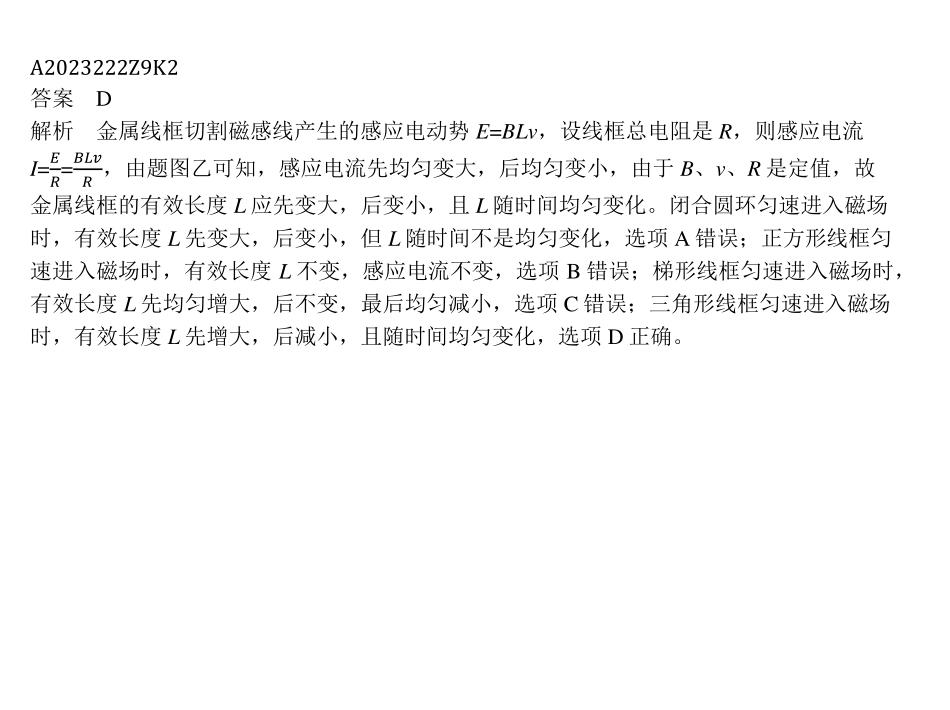 A2023222Z9K2
答案　D
解析　金属线框切割磁感线产生的感应电动势 E=BLv，设线框总电阻是 R，则感应电流
I=E/R=BLv/R，由题图乙可知，感应电流先均匀变大，后均匀变小，由于 B、v、R 是定值，故
金属线框的有效长度 L 应先变大，后变小，且 L 随时间均匀变化。闭合圆环匀速进入磁场
时，有效长度 L 先变大，后变小，但 L 随时间不是均匀变化，选项 A 错误；正方形线框匀
速进入磁场时，有效长度 L 不变，感应电流不变，选项 B 错误；梯形线框匀速进入磁场时，
有效长度 L 先均匀增大，后不变，最后均匀减小，选项 C 错误；三角形线框匀速进入磁场
时，有效长度 L 先增大，后减小，且随时间均匀变化，选项 D 正确。